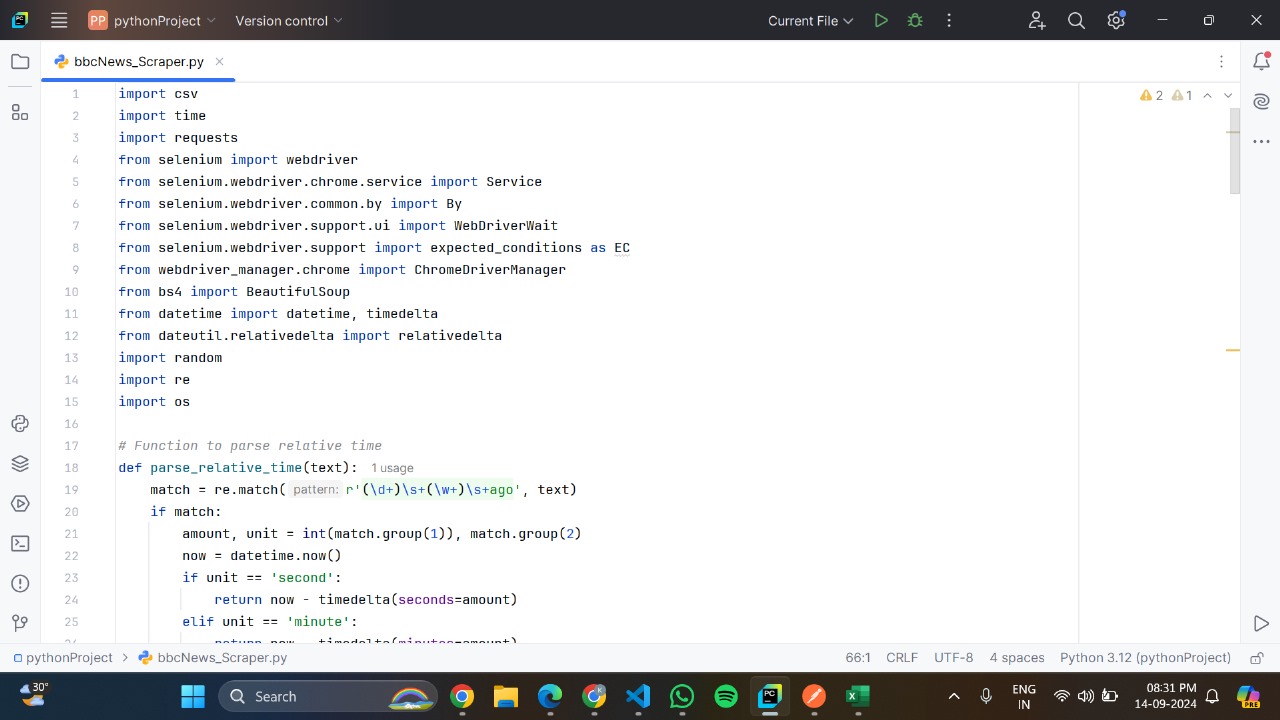 PC
PP pythonProject Version control Current File
bbcNews_Scraper.py
2 1
1 import csv
2 import time
3 import requests
4 from selenium import webdriver
5 from selenium.webdriver.chrome.service import Service
6 from selenium.webdriver.common.by import By
7 from selenium.webdriver.support.ui import WebDriverWait
8 from selenium.webdriver.support import expected_conditions as EC
9 from webdriver_manager.chrome import ChromeDriverManager
10 from bs4 import BeautifulSoup
11 from datetime import datetime, timedelta
12 from dateutil.relativedelta import relativedelta
13 import random
14 import re
15 import os
16
17 # Function to parse relative time
18 def parse_relative_time(text): 1 usage
19 match = re.match( pattern: r'(\d+)\s+(\w+)\s+ago', text)
20 if match:
21 amount, unit = int(match.group(1)), match.group(2)
22 now = datetime.now()
23 if unit == 'second':
24 return now - timedelta(seconds=amount)
25 elif unit == 'minute':
26 return now - timedelta(minutes=amount)
pythonProject > bbcNews_Scraper.py 66:1 CRLF UTF-8 4 spaces Python 3.12 (pythonProject)
30° Search PC ENG IN 08:31 PM 14-09-2024 PRE